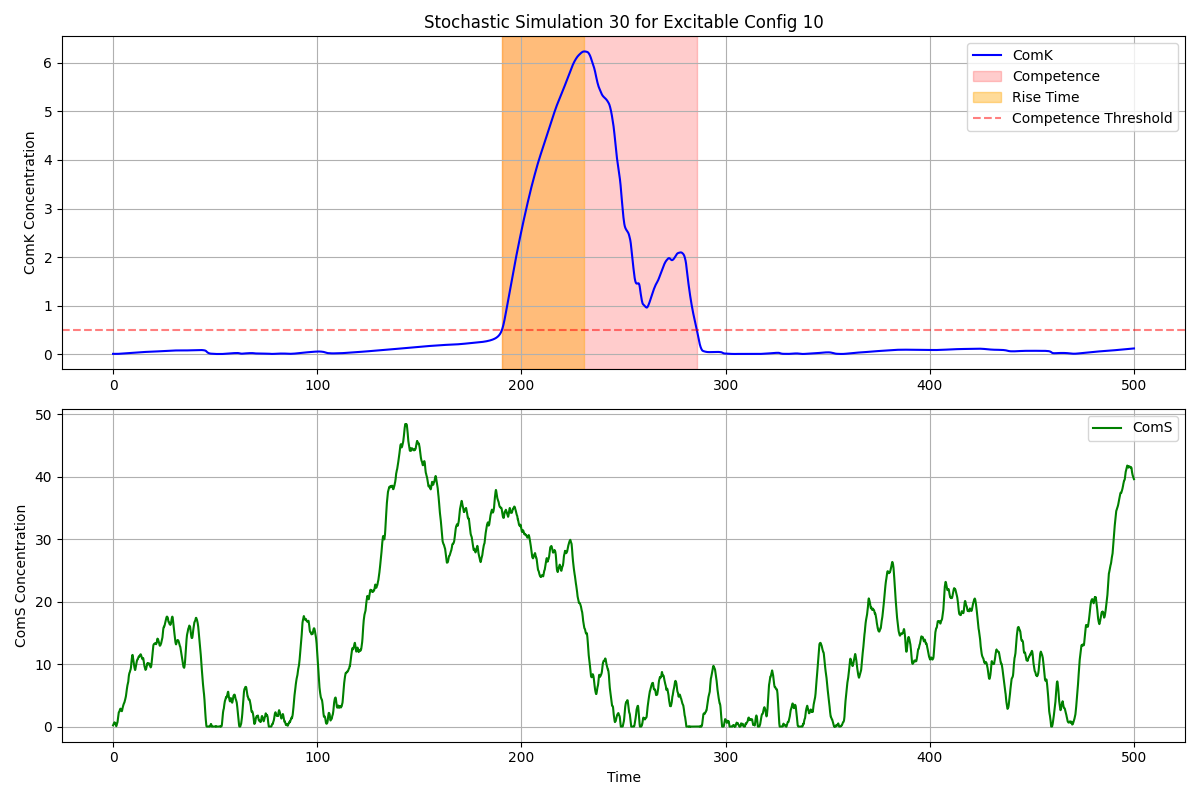 Stochastic Simulation 30 for Excitable Config 10
ComK Concentration
6
5
4
3
2
1
0
0 100 200 300 400 500
ComK
Competence
Rise Time
Competence Threshold
ComS Concentration
50
40
30
20
10
0
0 100 200 300 400 500
ComS
Time